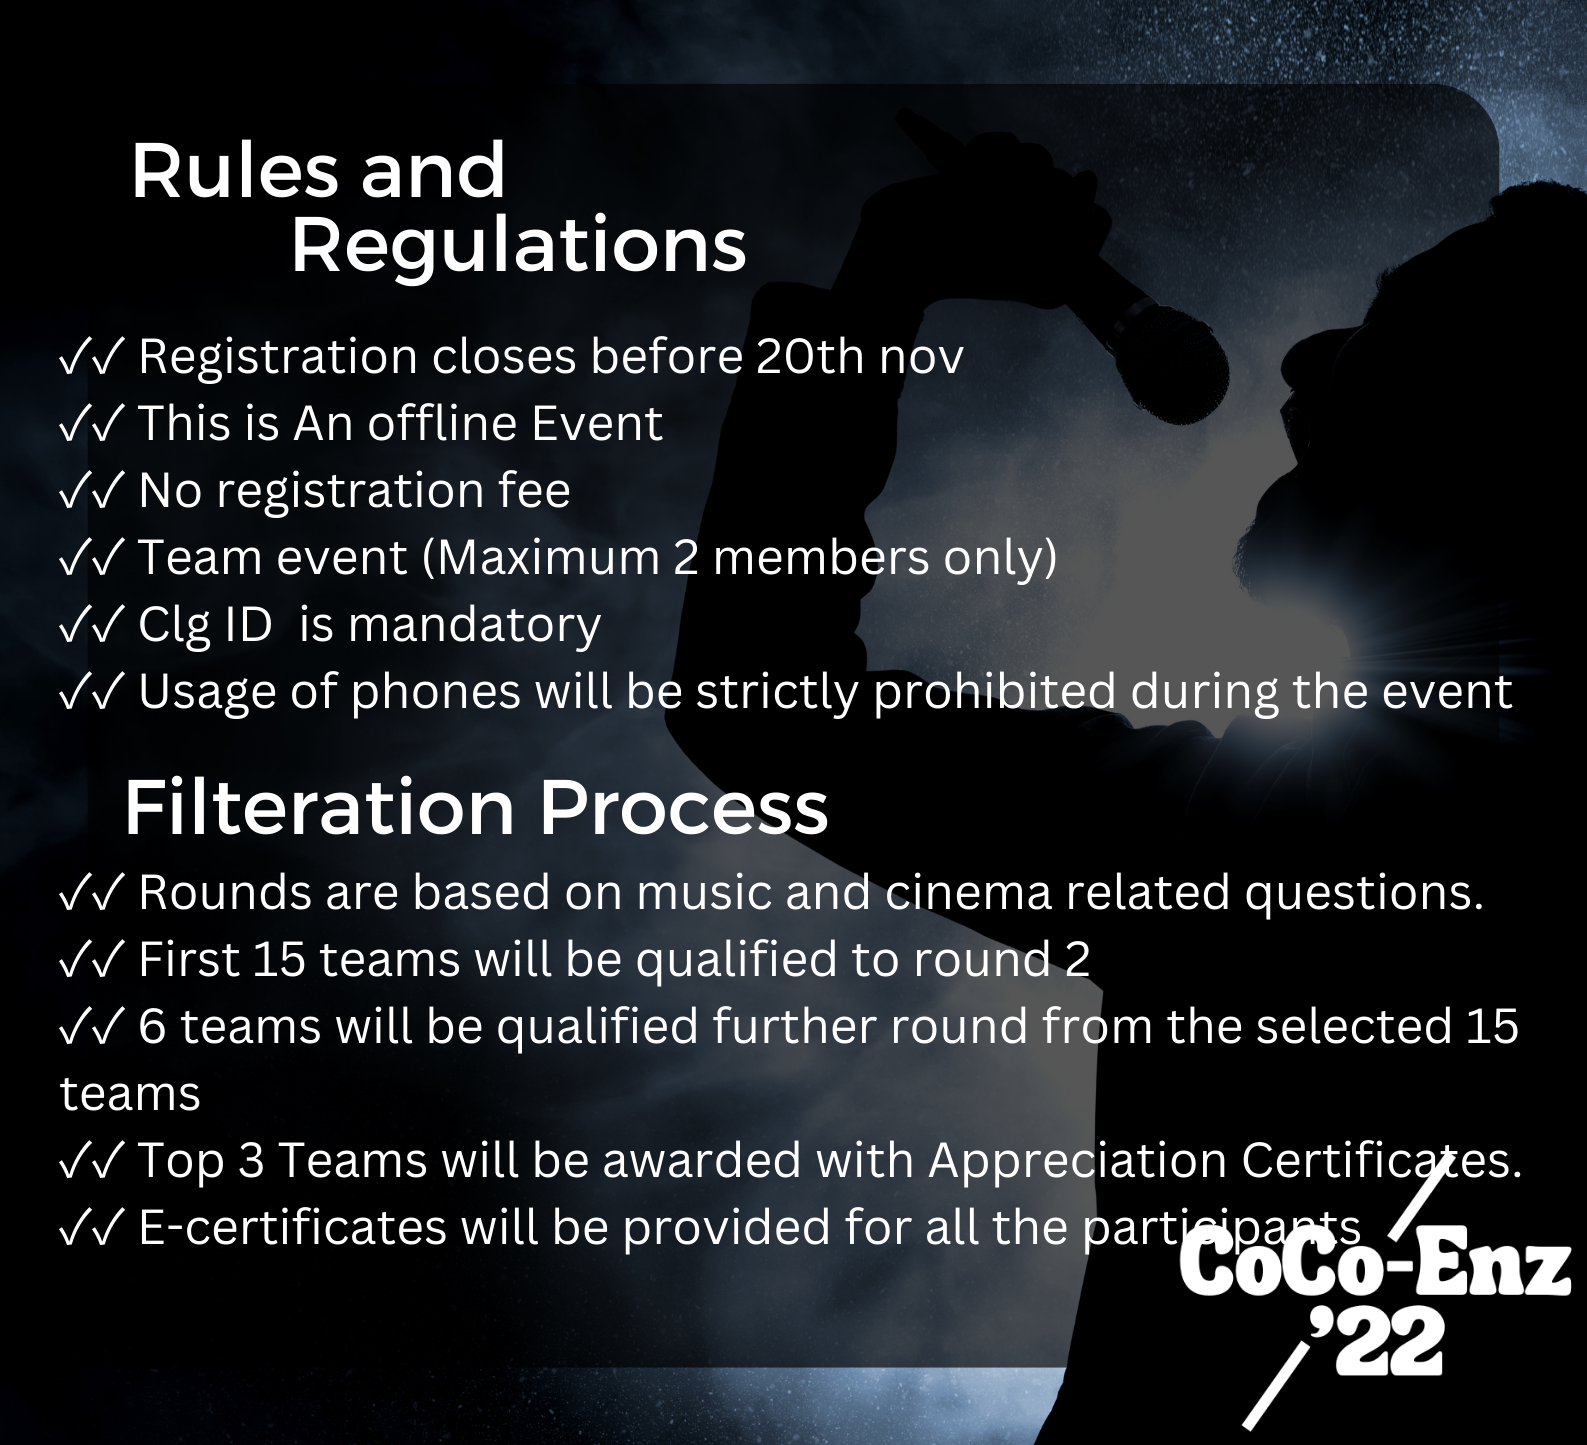 Rules and
Regulations
✓✓ Registration closes before 20th nov
✓✓ This is An offline Event
✓✓ No registration fee
✓✓ Team event (Maximum 2 members only)
✓✓ Clg ID  is mandatory
✓✓ Usage of phones will be strictly prohibited during the event
Filteration Process
✓✓ Rounds are based on music and cinema related questions.
✓✓ First 15 teams will be qualified to round 2
✓✓ 6 teams will be qualified further round from the selected 15
teams
✓✓ Top 3 Teams will be awarded with Appreciation Certificates.
✓✓ E-certificates will be provided for all the participants
CoCo-Enz
'22